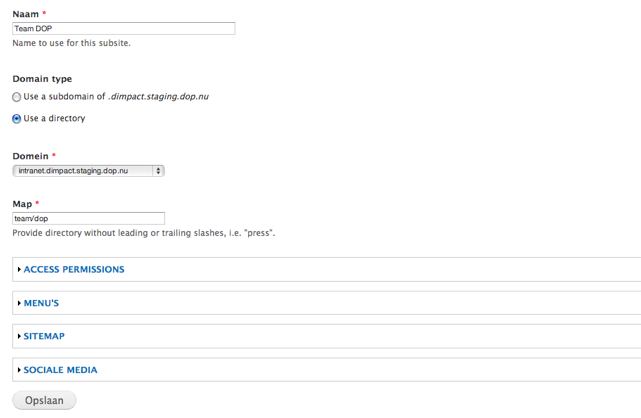 Naam *
Team DOP
Name to use for this subsite.
Domain type
Use a subdomain of .dimpact.staging.dop.nu
Use a directory
Domein *
intranet.dimpact.staging.dop.nu
Map *
team/dop
Provide directory without leading or trailing slashes, i.e. "press".
ACCESS PERMISSIONS
MENU'S
SITEMAP
SOCIALE MEDIA
Opslaan